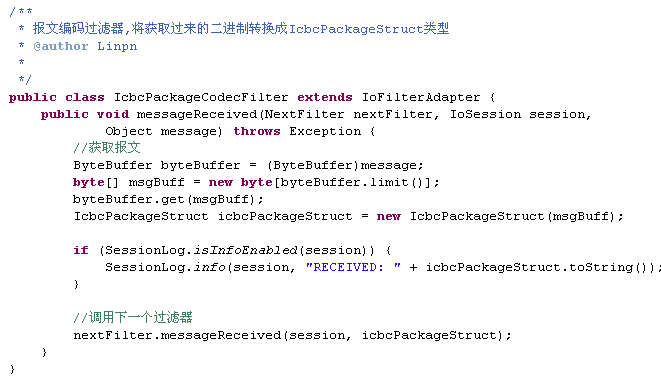 /**
 * 报文编码过滤器,将获取过来的二进制转换成IcbcPackageStruct类型
 * @author Linpn
 *
 */
public class IcbcPackageCodecFilter extends IoFilterAdapter {
    public void messageReceived(NextFilter nextFilter, IoSession session,
            Object message) throws Exception {
        //获取报文
        ByteBuffer byteBuffer = (ByteBuffer)message;
        byte[] msgBuff = new byte[byteBuffer.limit()];
        byteBuffer.get(msgBuff);
        IcbcPackageStruct icbcPackageStruct = new IcbcPackageStruct(msgBuff);

        if (SessionLog.isInfoEnabled(session)) {
            SessionLog.info(session, "RECEIVED: " + icbcPackageStruct.toString());
        }

        //调用下一个过滤器
        nextFilter.messageReceived(session, icbcPackageStruct);
    }
}